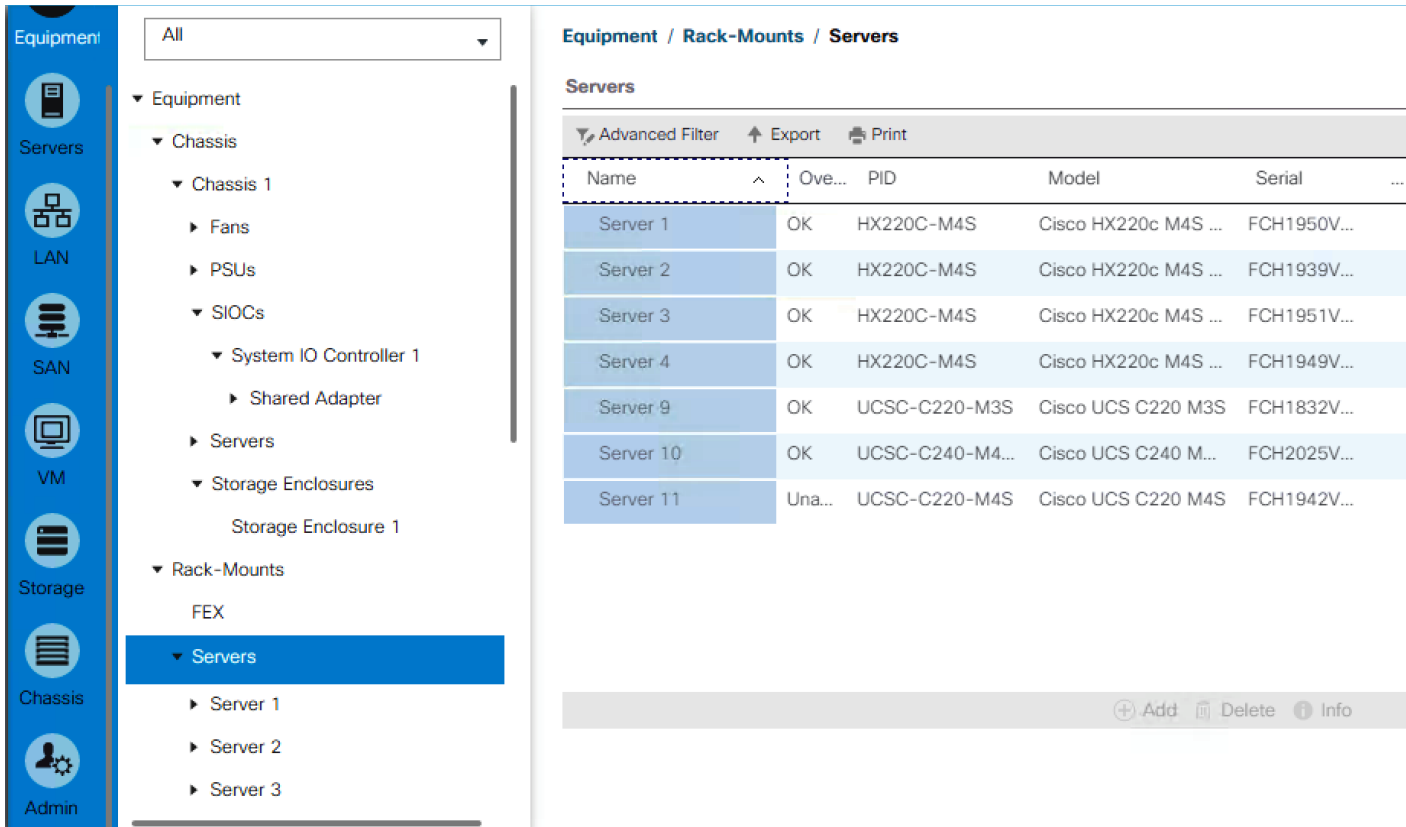 Equipment
Servers
LAN
SAN
VM
Storage
Chassis
Admin
All
Equipment
Chassis
Chassis 1
Fans
PSUs
SIOCs
System IO Controller 1
Shared Adapter
Servers
Storage Enclosures
Storage Enclosure 1
Rack-Mounts
FEX
Servers
Server 1
Server 2
Server 3
Equipment / Rack-Mounts / Servers
Servers
Advanced Filter Export Print
Name Ove... PID Model Serial ...
Server 1 OK HX220C-M4S Cisco HX220c M4S ... FCH1950V...
Server 2 OK HX220C-M4S Cisco HX220c M4S ... FCH1939V...
Server 3 OK HX220C-M4S Cisco HX220c M4S ... FCH1951V...
Server 4 OK HX220C-M4S Cisco HX220c M4S ... FCH1949V...
Server 9 OK UCSC-C220-M3S Cisco UCS C220 M3S FCH1832V...
Server 10 OK UCSC-C240-M4... Cisco UCS C240 M... FCH2025V...
Server 11 Una... UCSC-C220-M4S Cisco UCS C220 M4S FCH1942V...
Add Delete Info